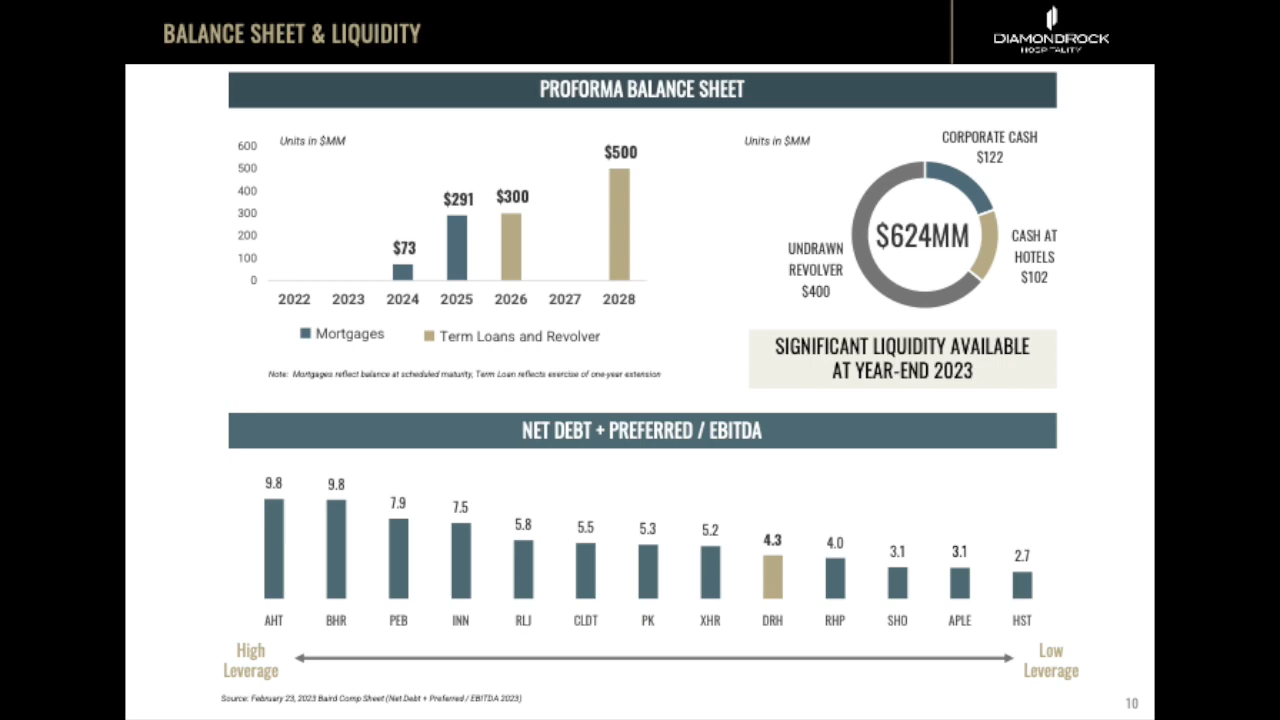 BALANCE SHEET & LIQUIDITY
DIAMONDROCK
HOSPITALITY
PROFORMA BALANCE SHEET
Units in $MM
600
500
400
300
200
100
0
$73
$291
$300
$500
2022 2023 2024 2025 2026 2027 2028
Mortgages Term Loans and Revolver
Note: Mortgages reflect balance at scheduled maturity, Term Loan reflects exercise of one-year extension
Units in $MM
CORPORATE CASH
$122
$624MM
CASH AT
HOTELS
$102
UNDRAWN
REVOLVER
$400
SIGNIFICANT LIQUIDITY AVAILABLE
AT YEAR-END 2023
NET DEBT + PREFERRED / EBITDA
9.8 9.8 7.9 7.5 5.8 5.5 5.3 5.2 4.3 4.0 3.1 3.1 2.7
AHT BHR PEB INN RLJ CLDT PK XHR DRH RHP SHO APLE HST
High
Leverage
Low
Leverage
Source: February 23, 2023 Baird Comp Sheet (Net Debt + Preferred / EBITDA 2023)
10